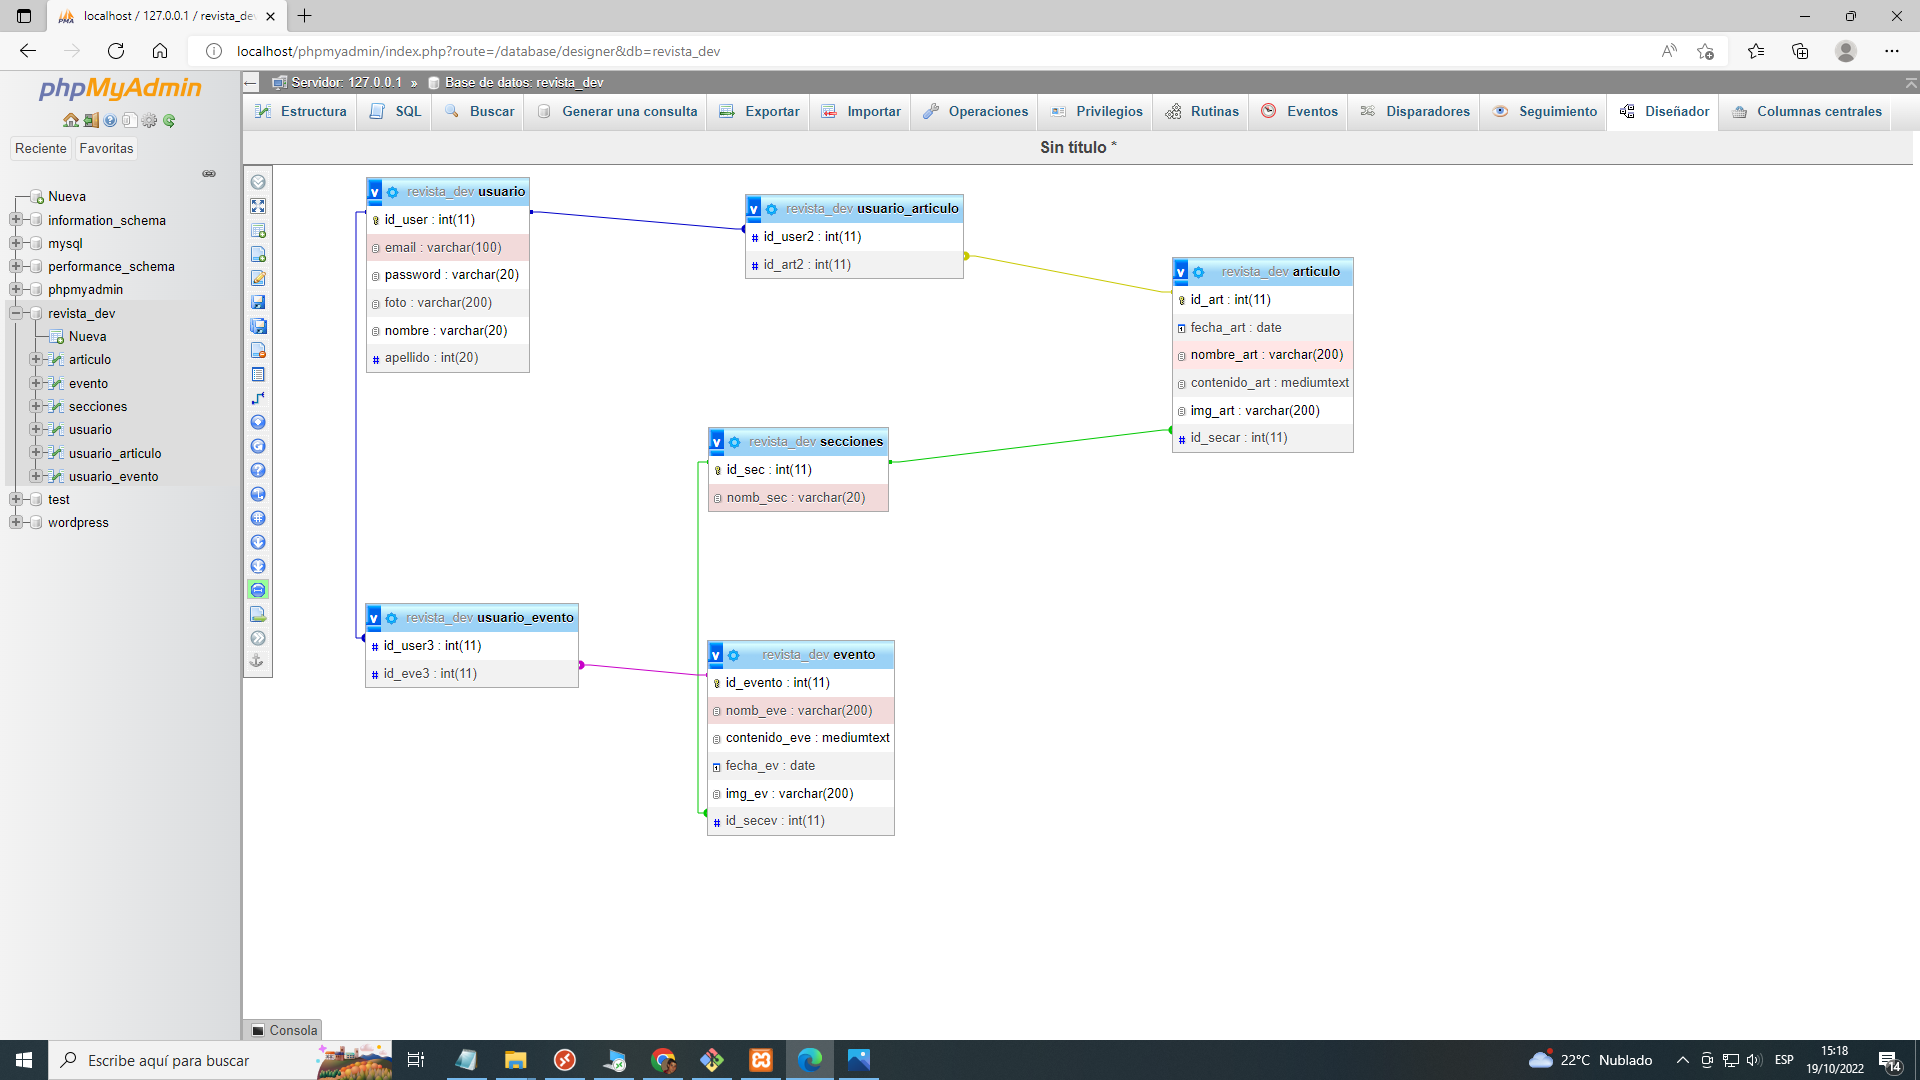 localhost / 127.0.0.1 / revista_de
localhost/phpmyadmin/index.php?route=/database/designer&db=revista_dev
phpMyAdmin
Reciente
Favoritas
Nueva
information_schema
mysql
performance_schema
phpmyadmin
revista_dev
Nueva
articulo
evento
secciones
usuario
usuario_articulo
usuario_evento
test
wordpress
Servidor: 127.0.0.1 » Base de datos: revista_dev
Estructura SQL Buscar Generar una consulta Exportar Importar Operaciones Privilegios Rutinas Eventos Disparadores Seguimiento Diseñador Columnas centrales
Sin título *
v revista_dev usuario
id_user : int(11)
email : varchar(100)
password : varchar(20)
foto : varchar(200)
nombre : varchar(20)
# apellido : int(20)
v revista_dev usuario_articulo
# id_user2 : int(11)
# id_art2 : int(11)
v revista_dev articulo
id_art : int(11)
fecha_art : date
nombre_art : varchar(200)
contenido_art : mediumtext
img_art : varchar(200)
# id_secar : int(11)
v revista_dev secciones
id_sec : int(11)
nomb_sec : varchar(20)
v revista_dev usuario_evento
# id_user3 : int(11)
# id_eve3 : int(11)
v revista_dev evento
id_evento : int(11)
nomb_eve : varchar(200)
contenido_eve : mediumtext
fecha_ev : date
img_ev : varchar(200)
# id_secev : int(11)
Consola
Escribe aquí para buscar
22°C Nublado
ESP
15:18
19/10/2022
14